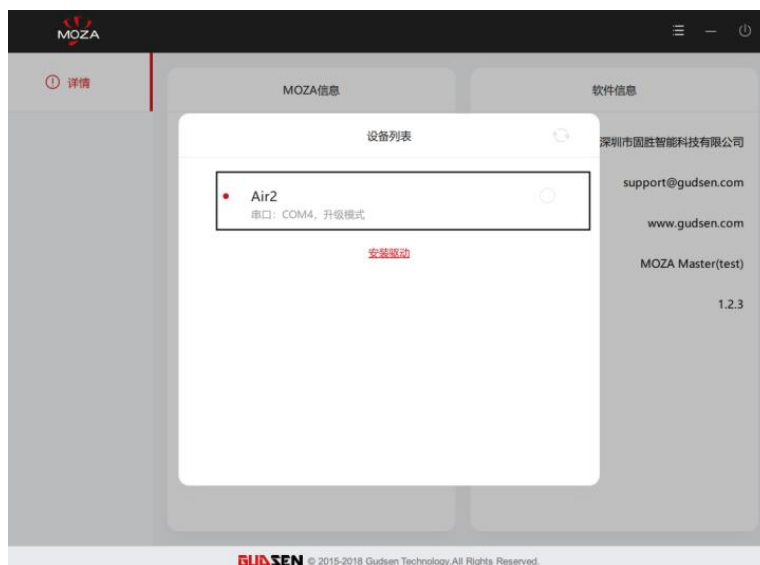 MOZA
详情
MOZA信息
软件信息
设备列表
深圳市固胜智能科技有限公司
Air2
串口：COM4，升级模式
support@gudsen.com
安装驱动
www.gudsen.com
MOZA Master(test)
1.2.3
GUDSEN © 2015-2018 Gudsen Technology.All Rights Reserved.